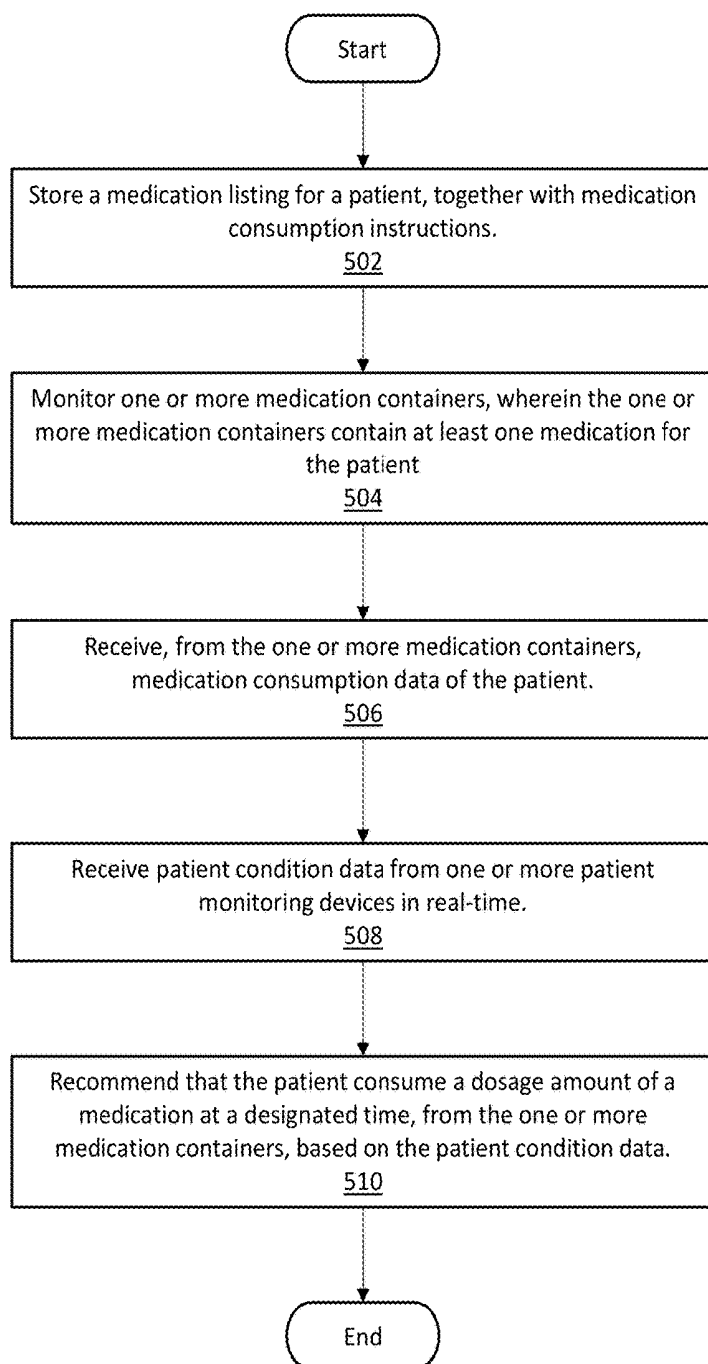 Start
Store a medication listing for a patient, together with medication
consumption instructions.
502
Monitor one or more medication containers, wherein the one or
more medication containers contain at least one medication for
the patient
504
Receive, from the one or more medication containers,
medication consumption data of the patient.
506
Receive patient condition data from one or more patient
monitoring devices in real-time.
508
Recommend that the patient consume a dosage amount of a
medication at a designated time, from the one or more
medication containers, based on the patient condition data.
510
End